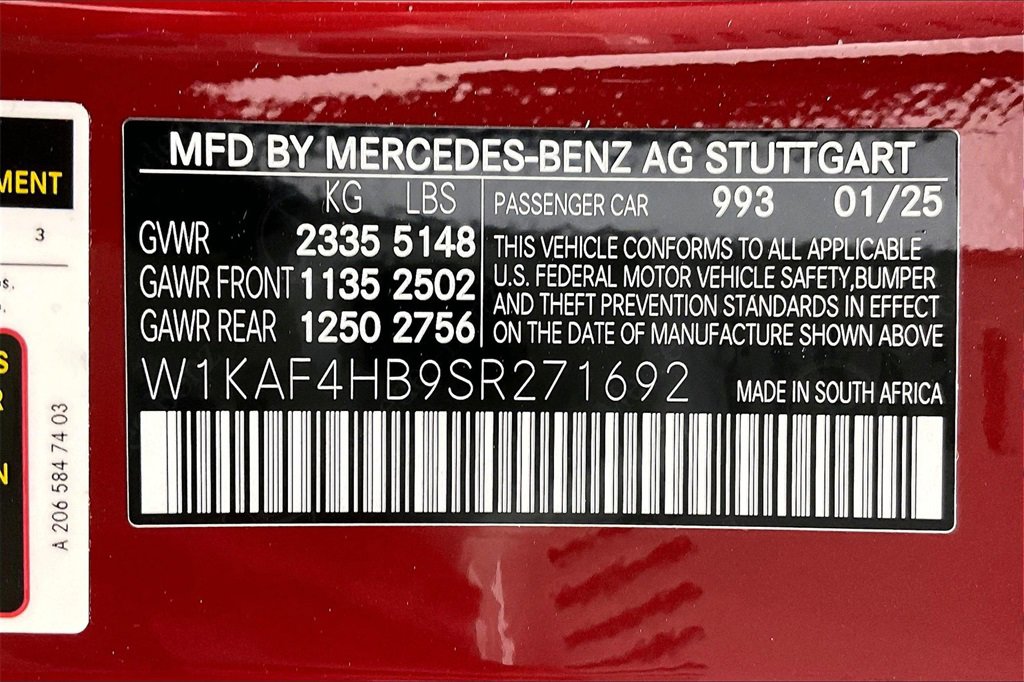 MFD BY MERCEDES-BENZ AG STUTTGART
KG LBS
GVWR 2335 5148
GAWR FRONT 1135 2502
GAWR REAR 1250 2756
PASSENGER CAR 993 01/25
THIS VEHICLE CONFORMS TO ALL APPLICABLE
U.S. FEDERAL MOTOR VEHICLE SAFETY,BUMPER
AND THEFT PREVENTION STANDARDS IN EFFECT
ON THE DATE OF MANUFACTURE SHOWN ABOVE
W1KAF4HB9SR271692 MADE IN SOUTH AFRICA
MENT
3
A 206 584 74 03